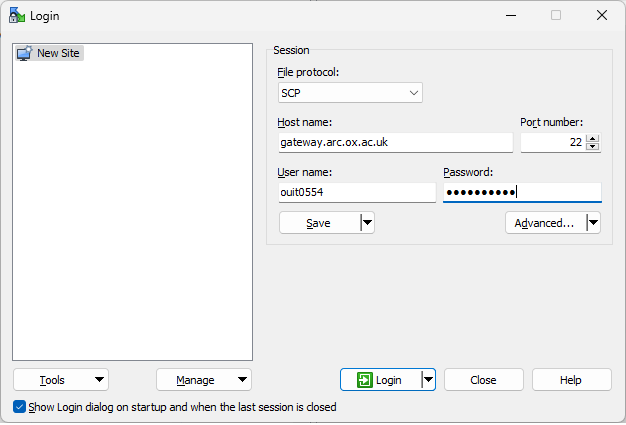 Login
New Site
Session
File protocol:
SCP
Host name:
Port number:
gateway.arc.ox.ac.uk
22
User name:
Password:
ouit0554
●●●●●●●●●●
Save
Advanced...
Tools
Manage
Login
Close
Help
Show Login dialog on startup and when the last session is closed